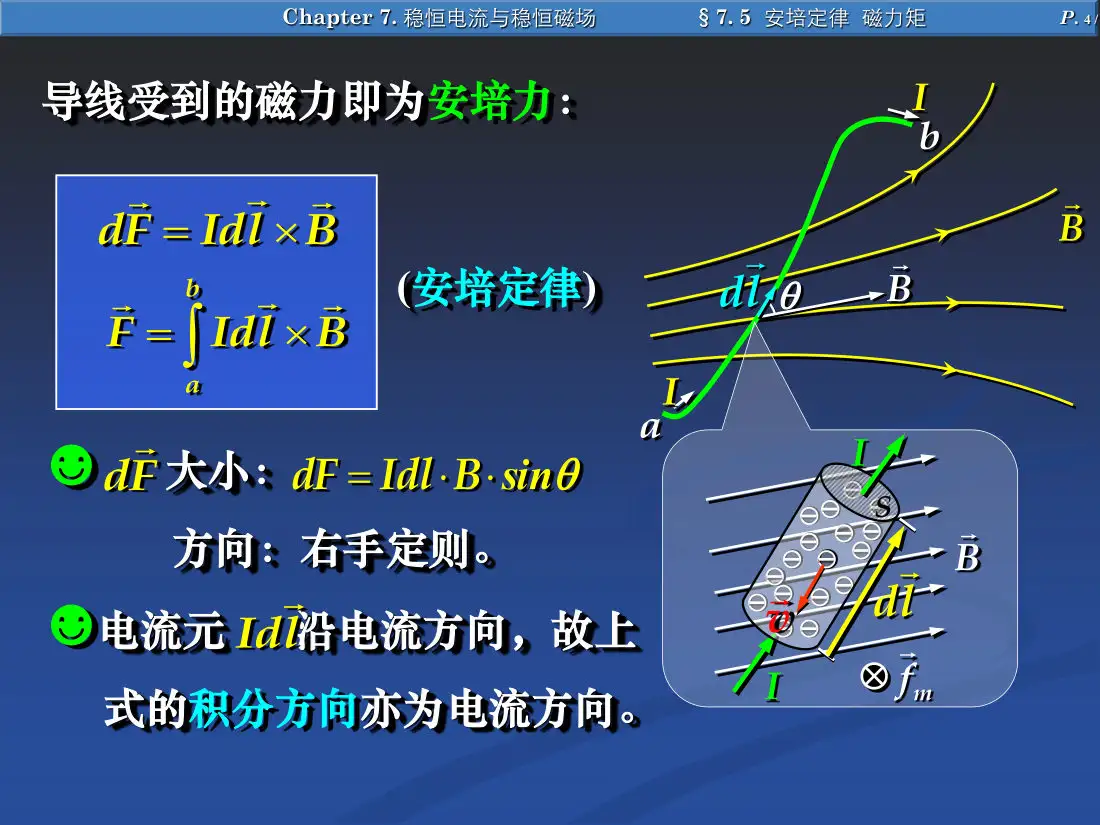 Chapter 7. 稳恒电流与稳恒磁场 §7.5 安培定律 磁力矩 P. 4 /
导线受到的磁力即为安培力：
dF⃗ = Idl⃗ × B⃗
F⃗ = ∫ₐᵇ Idl⃗ × B⃗
(安培定律)
dF⃗ 大小：dF = Idl · B · sinθ
方向：右手定则。
电流元 Idl⃗ 沿电流方向，故上
式的积分方向亦为电流方向。
I
b
B⃗
dl⃗ θ B⃗
I
a
I
S
B⃗
dl⃗
v⃗
I
⊗ f⃗ₘ